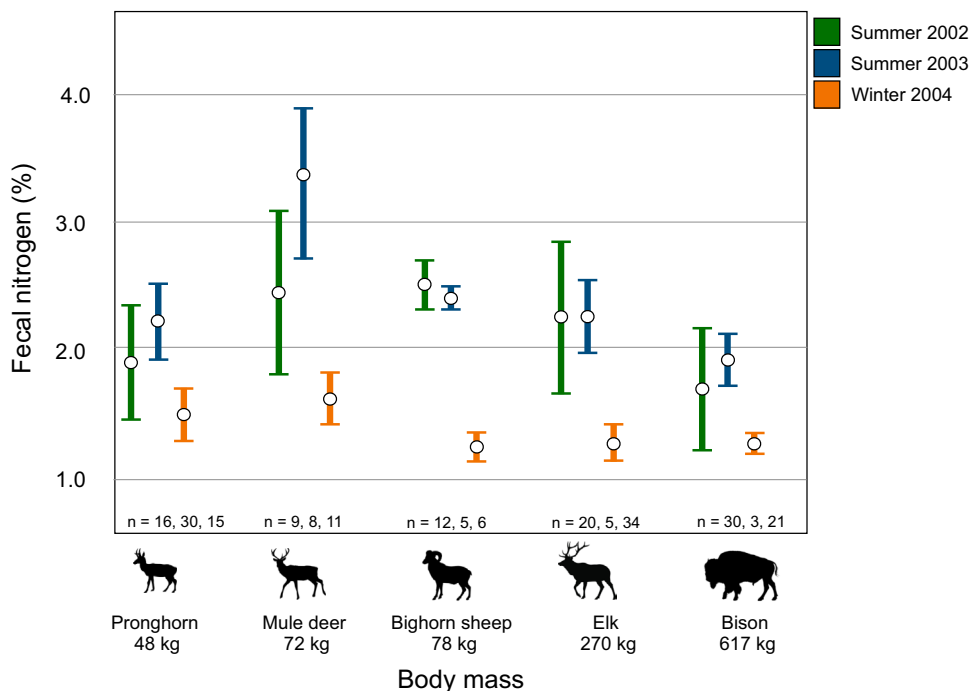 Summer 2002
Summer 2003
Winter 2004
Fecal nitrogen (%)
4.0
3.0
2.0
1.0
n = 16, 30, 15
n = 9, 8, 11
n = 12, 5, 6
n = 20, 5, 34
n = 30, 3, 21
Pronghorn
48 kg
Mule deer
72 kg
Bighorn sheep
78 kg
Elk
270 kg
Bison
617 kg
Body mass